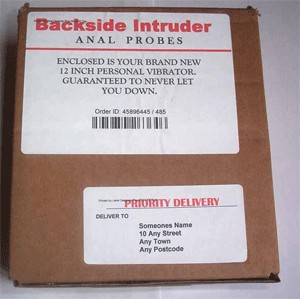 Backside Intruder
ANAL PROBES
ENCLOSED IS YOUR BRAND NEW
12 INCH PERSONAL VIBRATOR.
GUARANTEED TO NEVER LET
YOU DOWN.
Order ID: 45896445 / 485
PRIORITY DELIVERY
DELIVER TO
Someones Name
10 Any Street
Any Town
Any Postcode